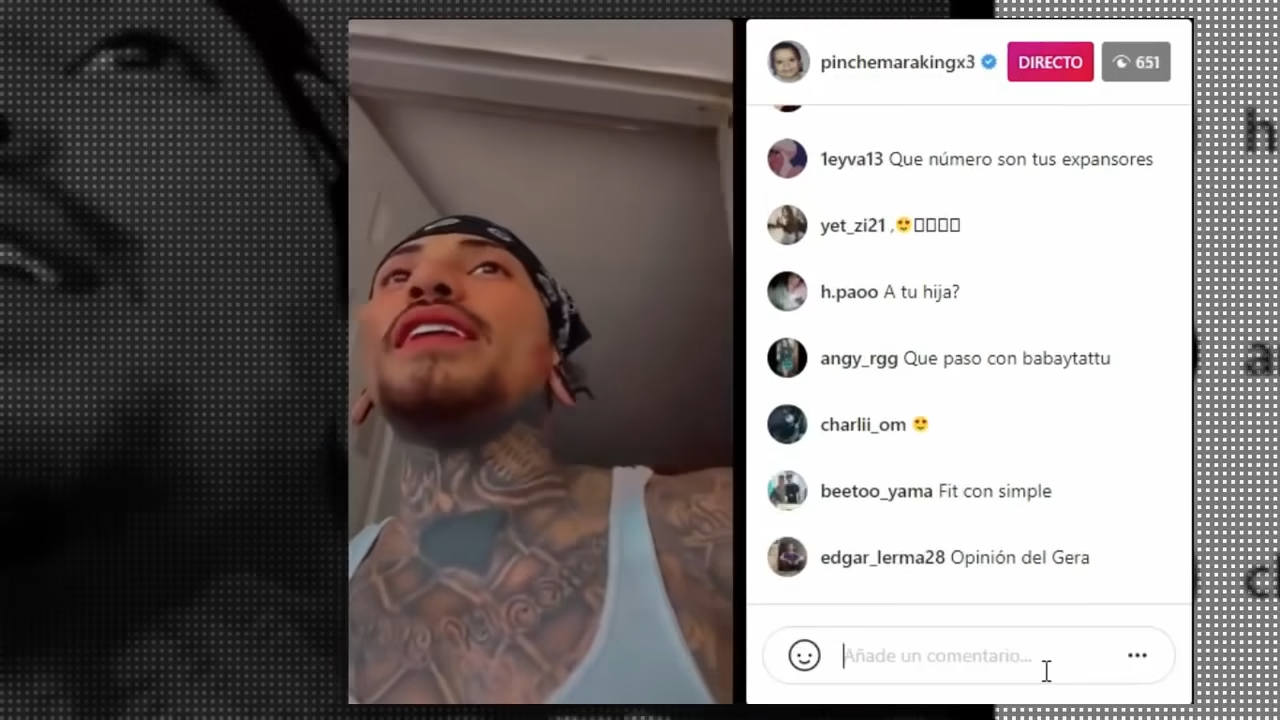 pinchemarakingx3 DIRECTO 651
1eyva13 Que número son tus expansores
yet_zi21 ,😍
h.paoo A tu hija?
angy_rgg Que paso con babaytattu
charlii_om 😍
beetoo_yama Fit con simple
edgar_lerma28 Opinión del Gera
Añade un comentario...
h
a
c